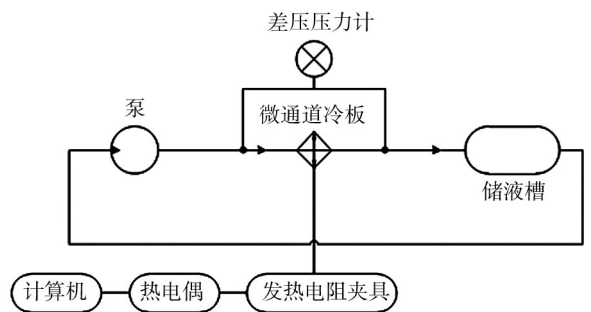 差压压力计
泵
微通道冷板
储液槽
计算机
热电偶
发热电阻夹具